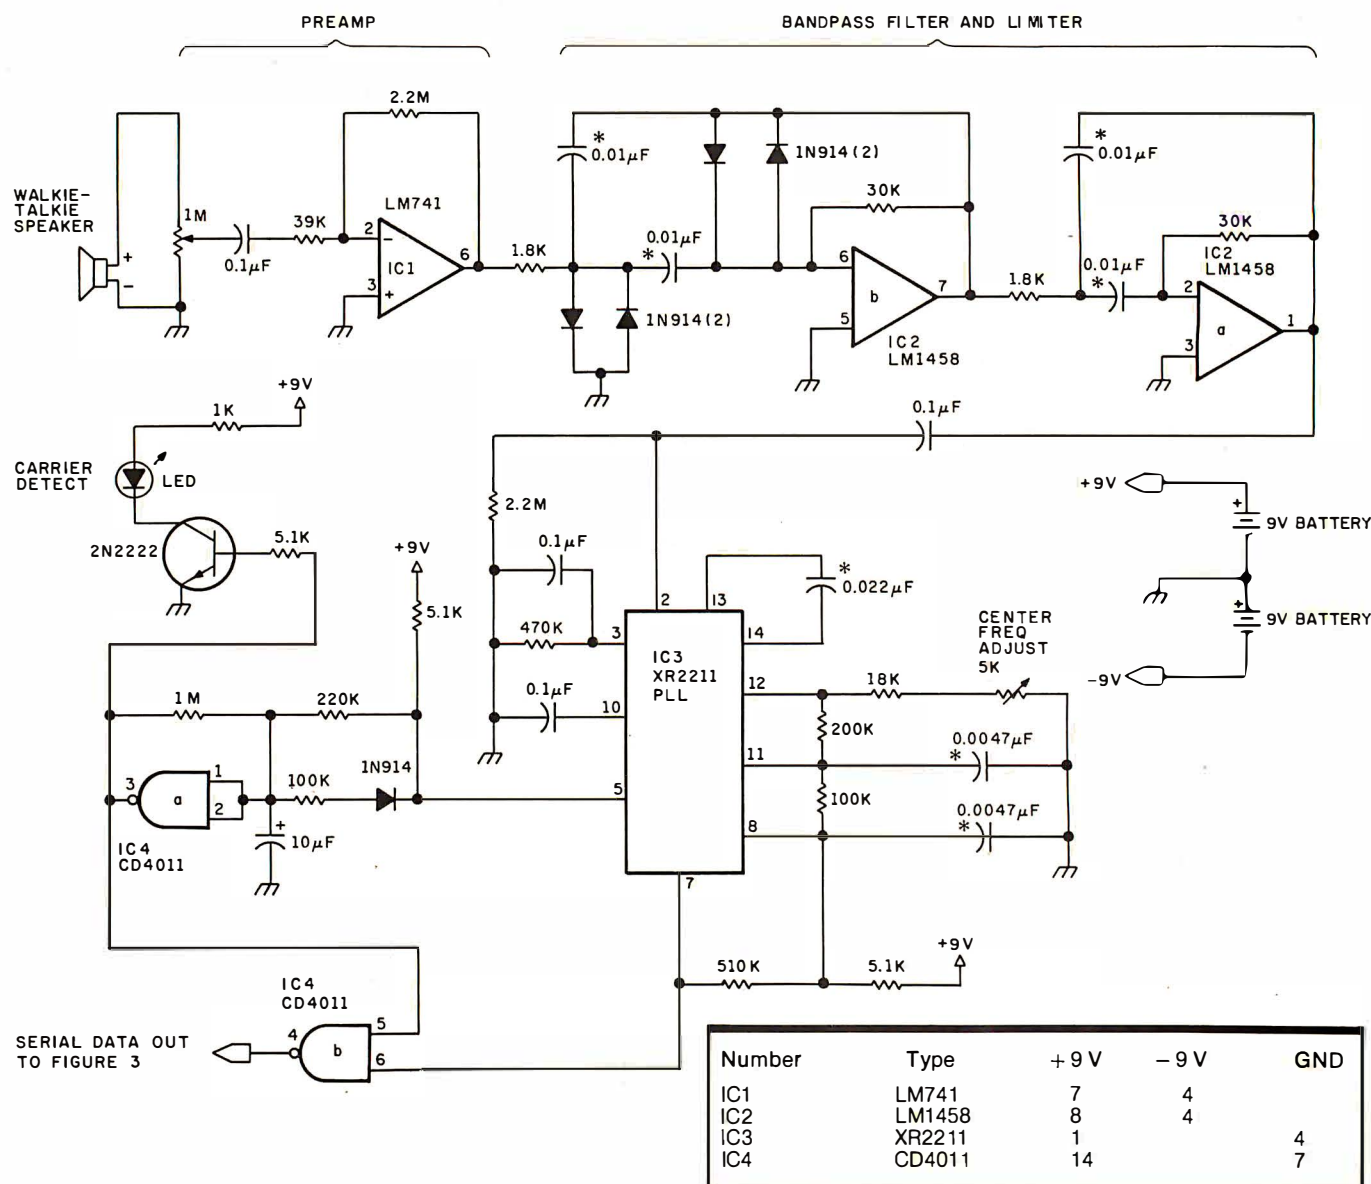 PREAMP
BANDPASS FILTER AND LIMITER
2.2M
*
0.01µF
1N914(2)
*
0.01µF
WALKIE-
TALKIE
SPEAKER
+
−
1M
0.1µF
39K
LM741
2
−
IC1
3
+
6
1.8K
0.01µF
*
1N914(2)
30K
6
b
5
7
IC2
LM1458
1.8K
0.01µF
*
30K
IC2
LM1458
2
a
3
1
+9V
1K
CARRIER
DETECT
LED
2N2222
5.1K
0.1µF
2.2M
0.1µF
470K
3
0.1µF
10
5
2
13
IC3
XR2211
PLL
14
12
11
8
7
*
0.022µF
CENTER
FREQ
ADJUST
5K
18K
200K
0.0047µF
*
100K
0.0047µF
*
+9V
+
9V BATTERY
+
9V BATTERY
−9V
+9V
5.1K
1M
220K
1N914
100K
3
a
1
2
IC4
CD4011
+
10µF
510K
5.1K
+9V
IC4
CD4011
4
b
5
6
SERIAL DATA OUT
TO FIGURE 3
Number Type +9V −9V GND
IC1 LM741 7 4
IC2 LM1458 8 4
IC3 XR2211 1 4
IC4 CD4011 14 7